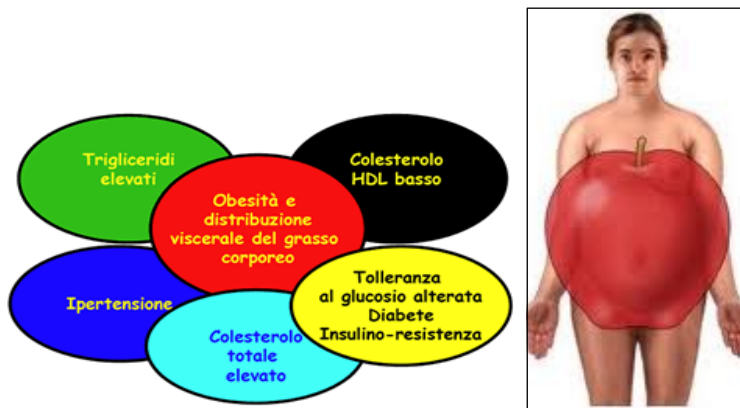 Trigliceridi
elevati
Colesterolo
HDL basso
Obesità e
distribuzione
viscerale del grasso
corporeo
Ipertensione
Tolleranza
al glucosio alterata
Diabete
Insulino-resistenza
Colesterolo
totale
elevato